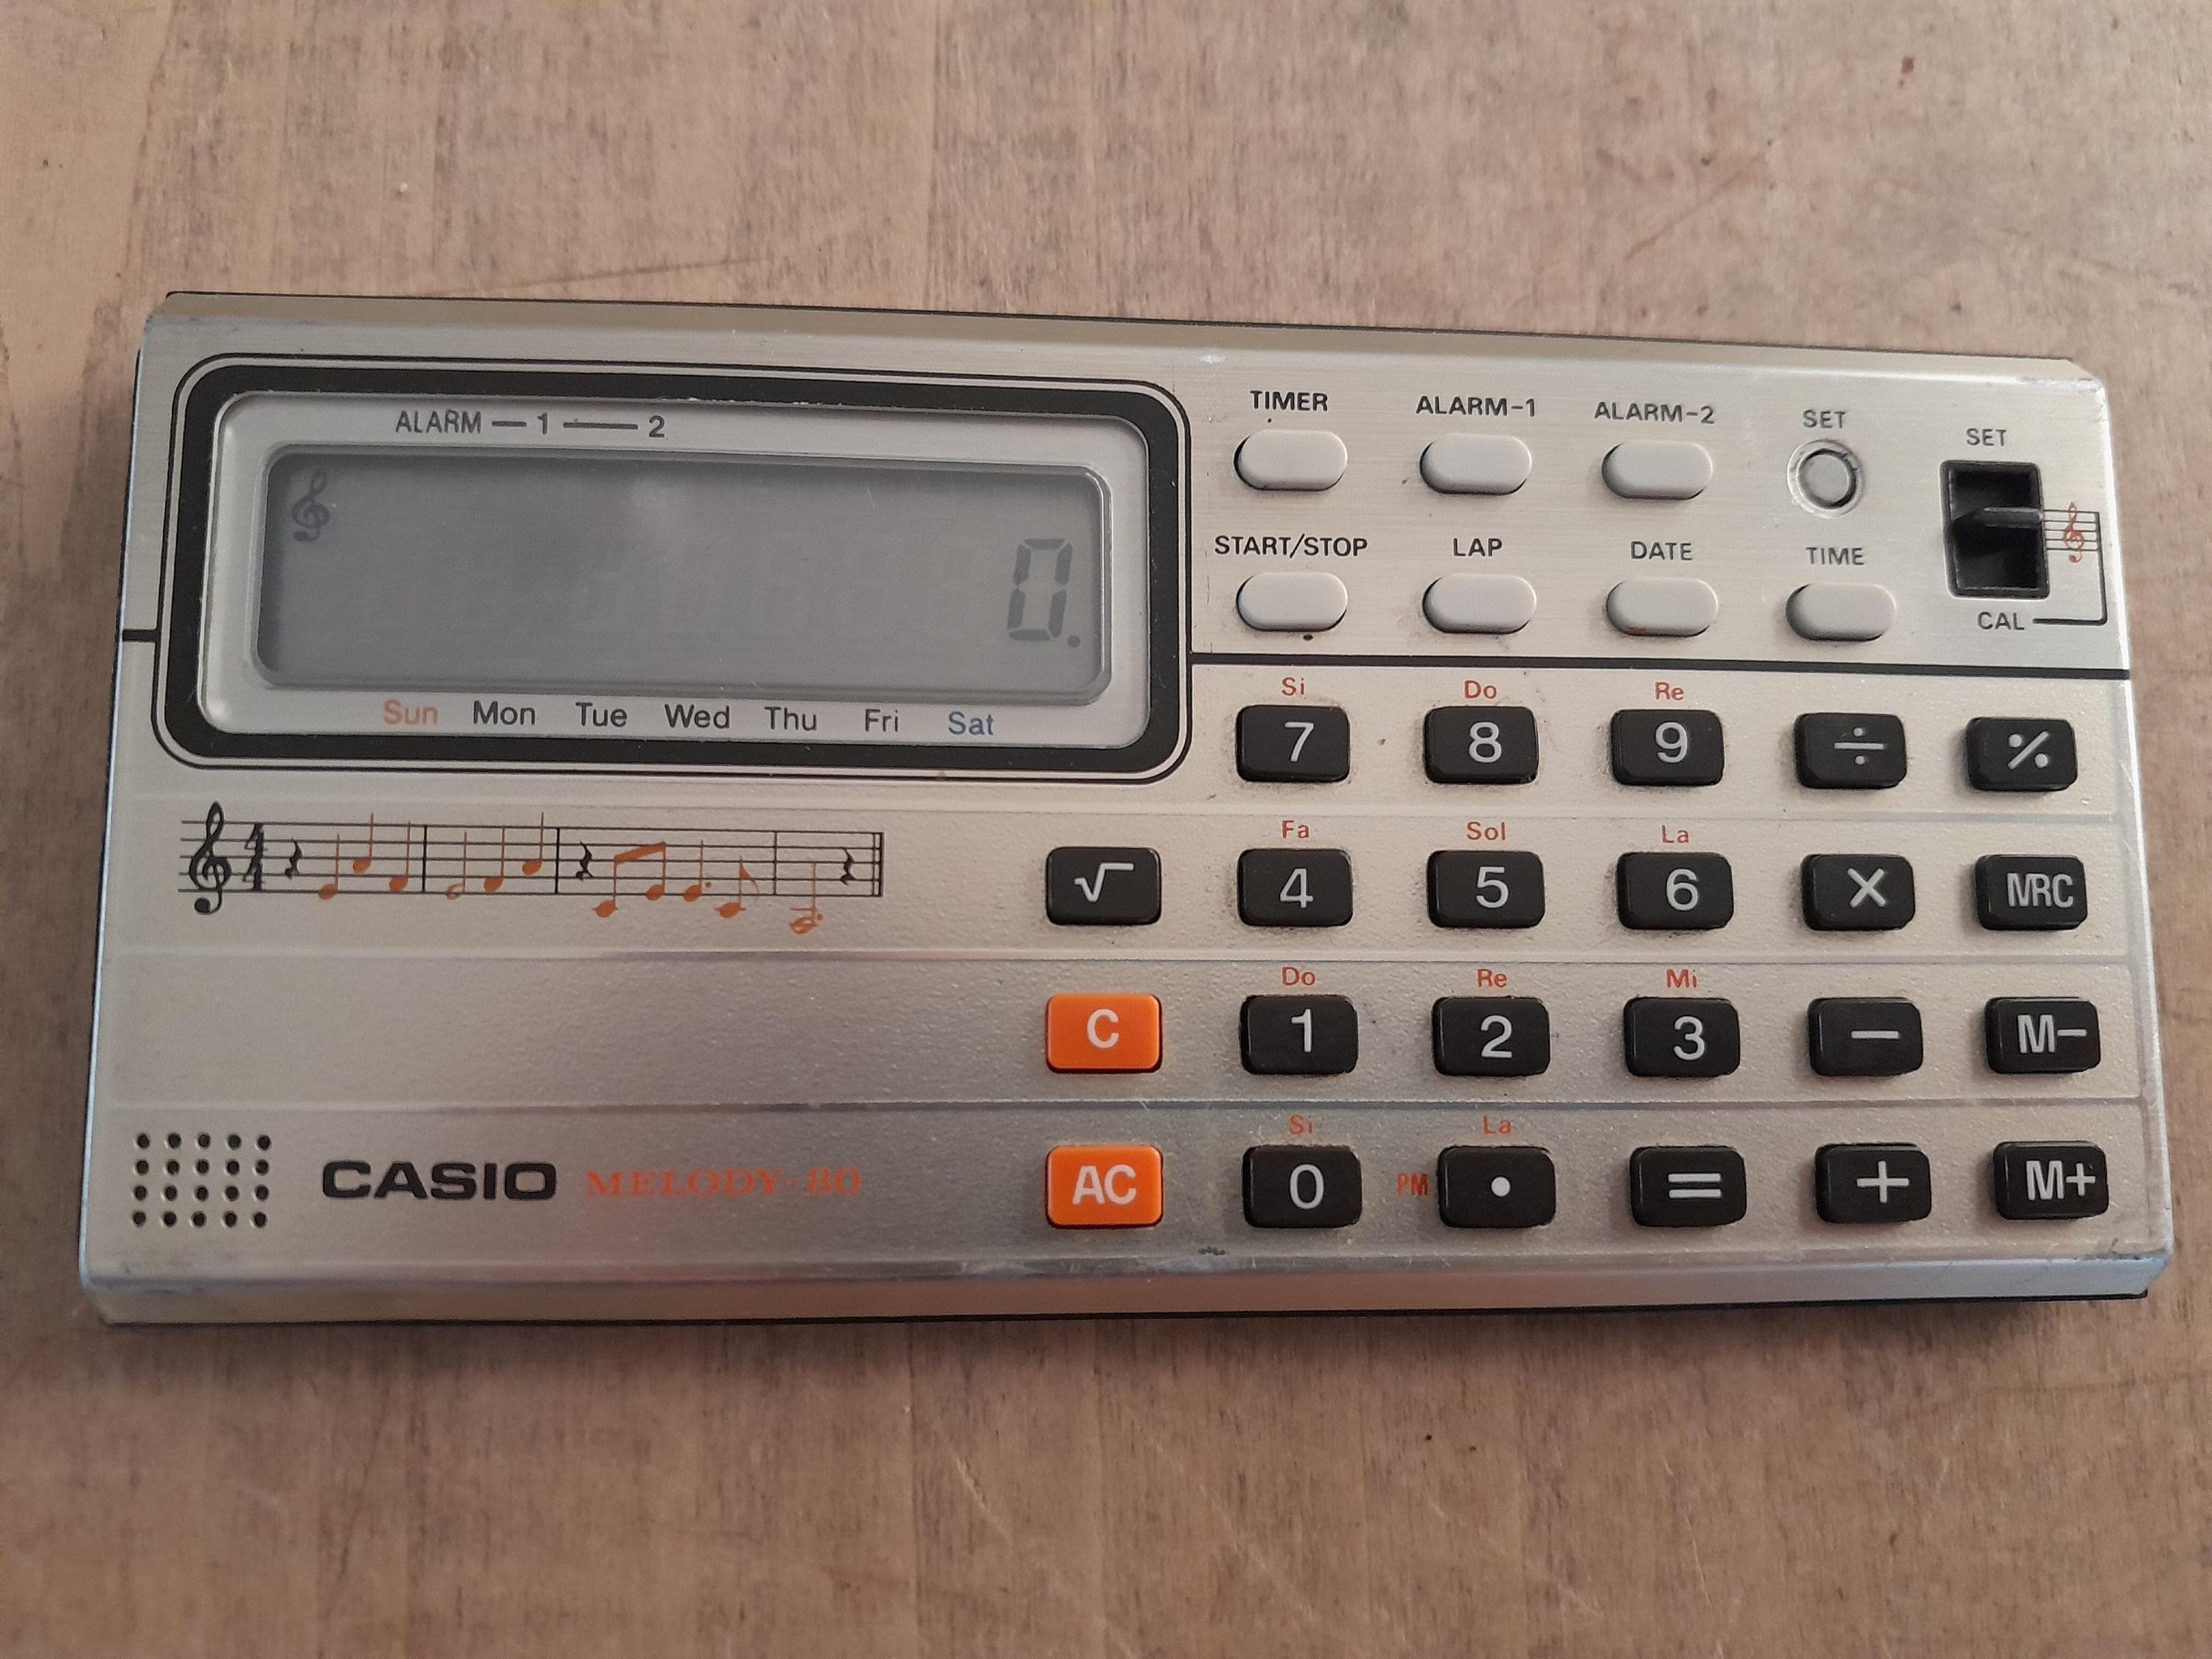 ALARM — 1 —— 2
0.
Sun Mon Tue Wed Thu Fri Sat
TIMER ALARM-1 ALARM-2 SET
SET
START/STOP LAP DATE TIME
CAL
Si Do Re
7 8 9 ÷ %
Fa Sol La
√ 4 5 6 × MRC
Do Re Mi
C 1 2 3 − M−
Si La
AC 0 PM • = + M+
4
4
CASIO MELODY-80